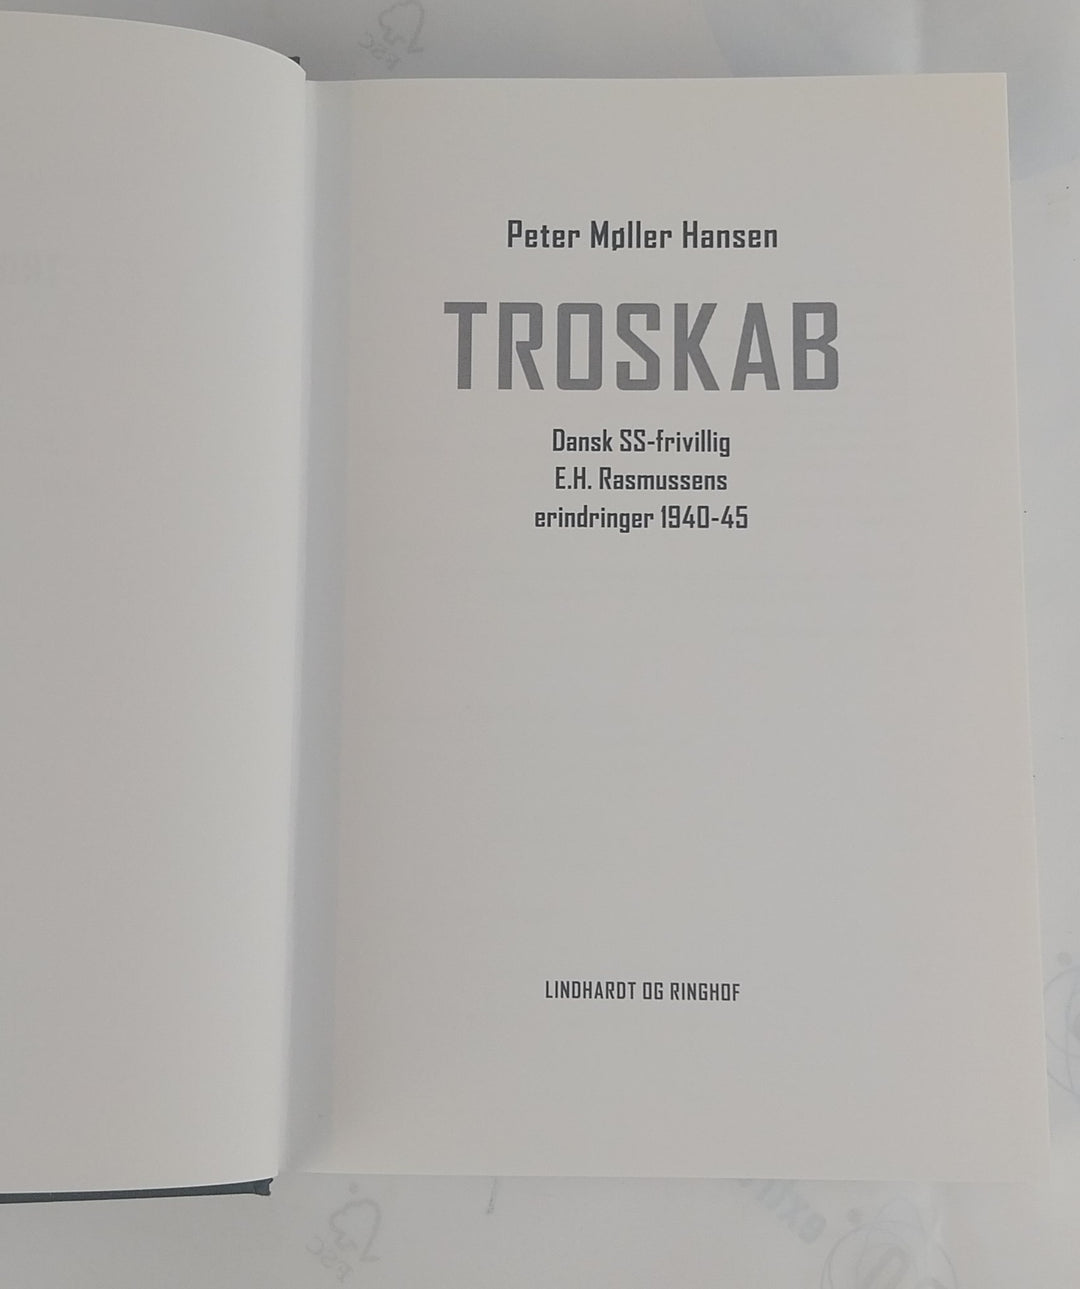 Peter Møller Hansen
TROSKAB
Dansk SS-frivillig
E.H. Rasmussens
erindringer 1940-45
LINDHARDT OG RINGHOF